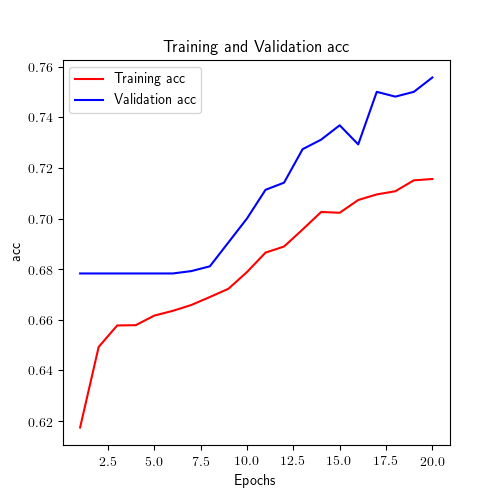 Training and Validation acc
Training acc
Validation acc
0.76
0.74
0.72
0.70
0.68
0.66
0.64
0.62
acc
2.5 5.0 7.5 10.0 12.5 15.0 17.5 20.0
Epochs